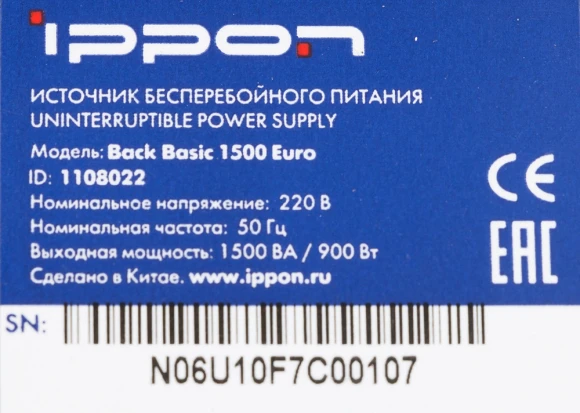 ippon
ИСТОЧНИК БЕСПЕРЕБОЙНОГО ПИТАНИЯ
UNINTERRUPTIBLE POWER SUPPLY
Модель: Back Basic 1500 Euro
ID: 1108022
Номинальное напряжение: 220 В
Номинальная частота: 50 Гц
Выходная мощность: 1500 ВА / 900 Вт
Сделано в Китае. www.ippon.ru
CE
EAC
SN:
N06U10F7C00107